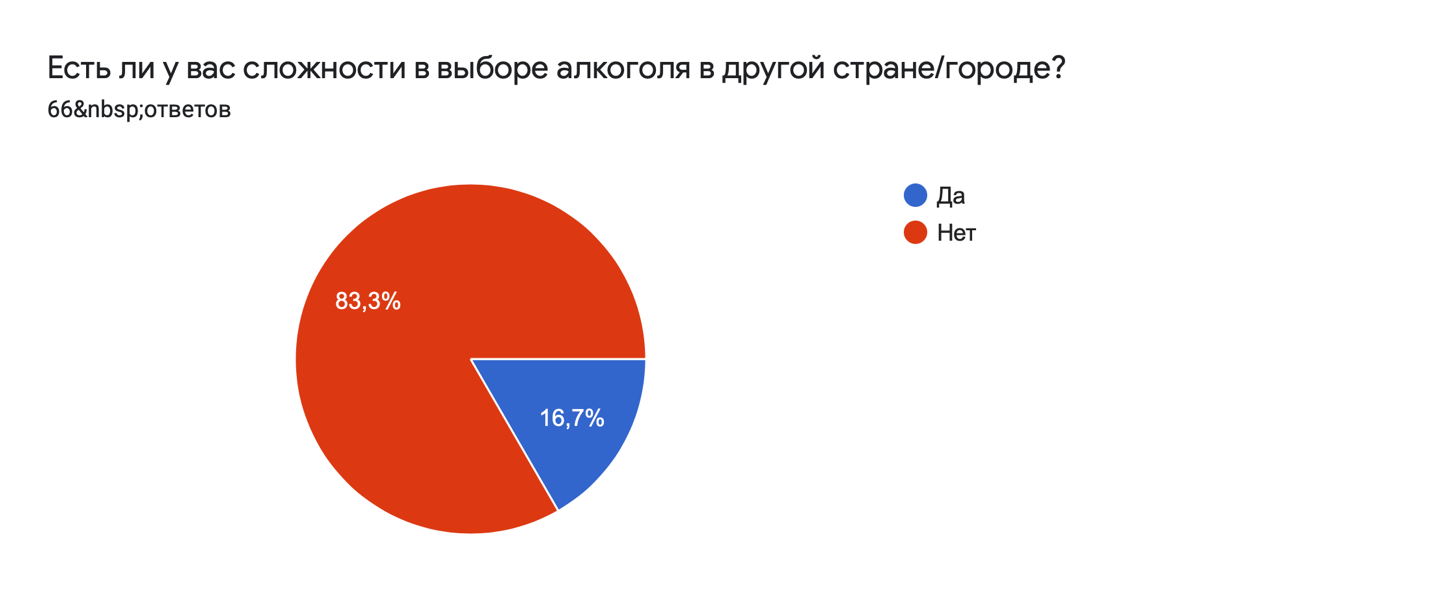 Есть ли у вас сложности в выборе алкоголя в другой стране/городе?
66&nbsp;ответов
Да
Нет
83,3%
16,7%